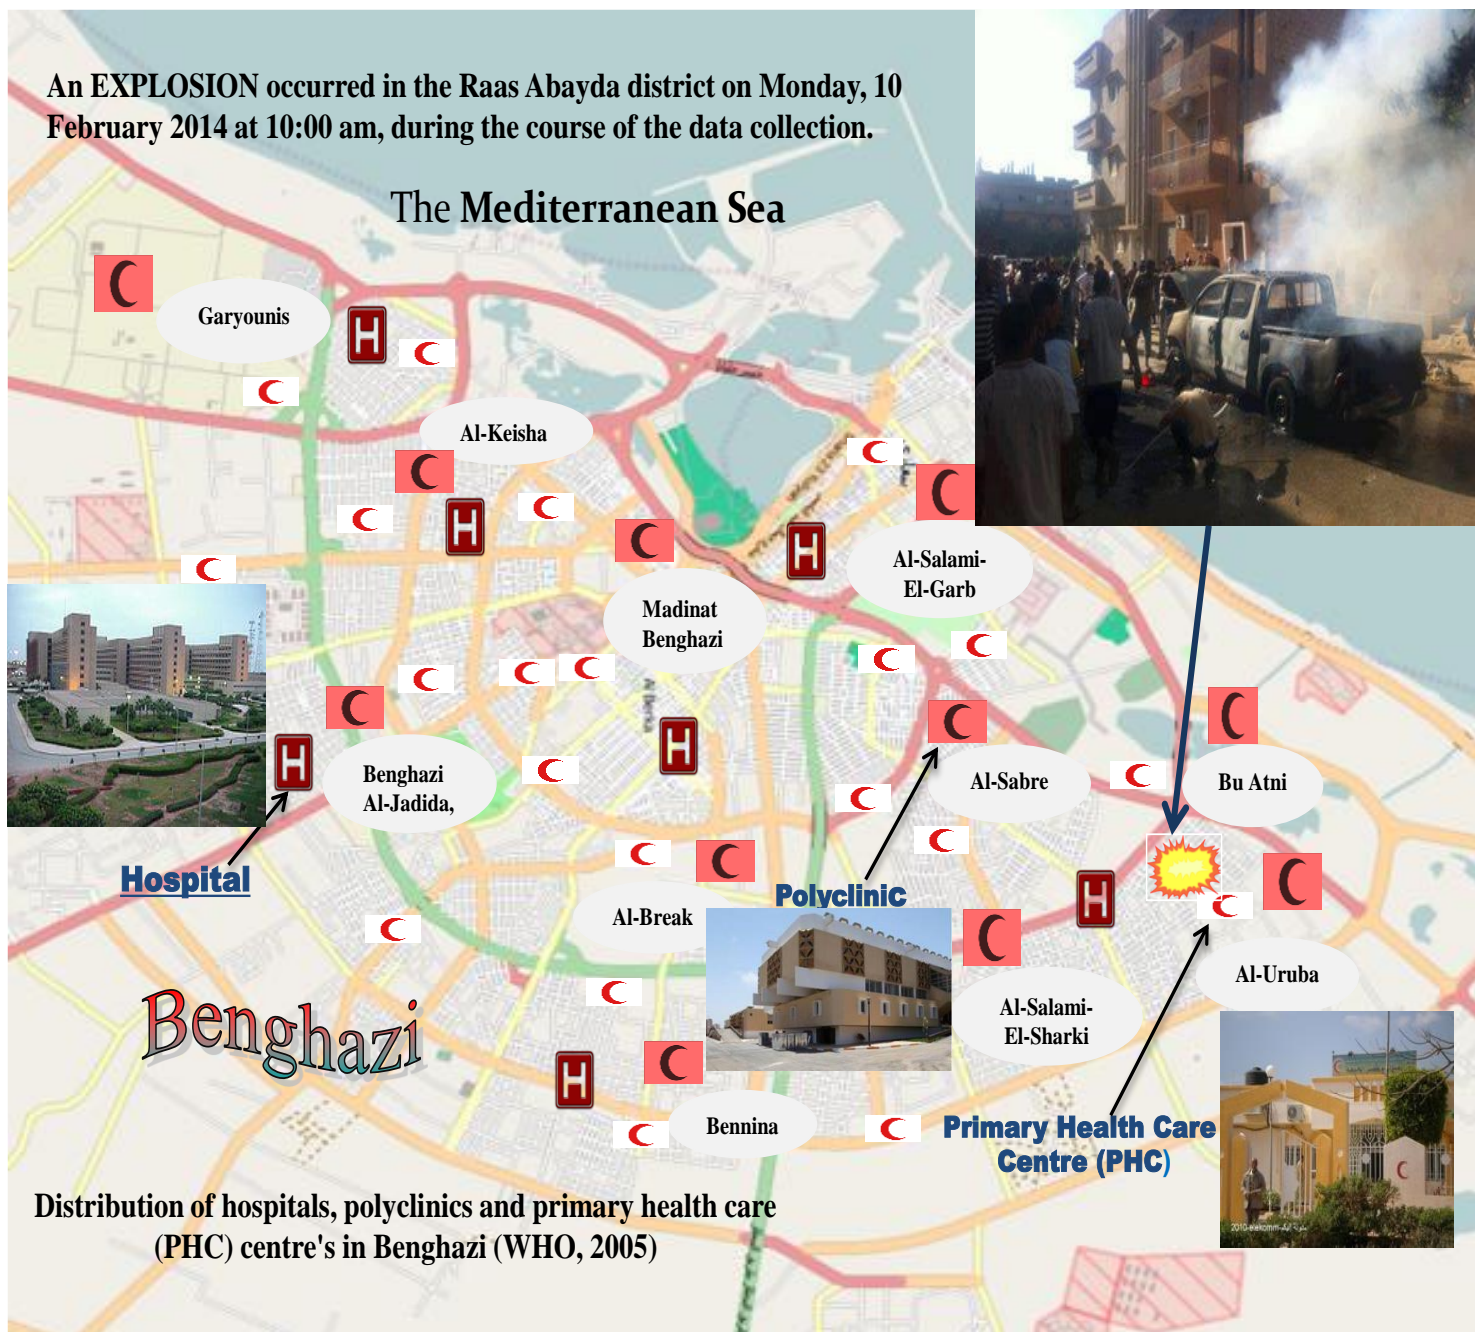 An EXPLOSION occurred in the Raas Abayda district on Monday, 10
February 2014 at 10:00 am, during the course of the data collection.
The Mediterranean Sea
Garyounis
H
Al-Keisha
H
H
Al-Salami-
El-Garb
Madinat
Benghazi
Al Berka
H
H
Benghazi
Al-Jadida,
Al-Sabre
Bu Atni
Hospital
Polyclinic
H
Al-Break
Al-Uruba
Al-Salami-
El-Sharki
Benghazi
H
Bennina
Primary Health Care
Centre (PHC)
Distribution of hospitals, polyclinics and primary health care
(PHC) centre's in Benghazi (WHO, 2005)